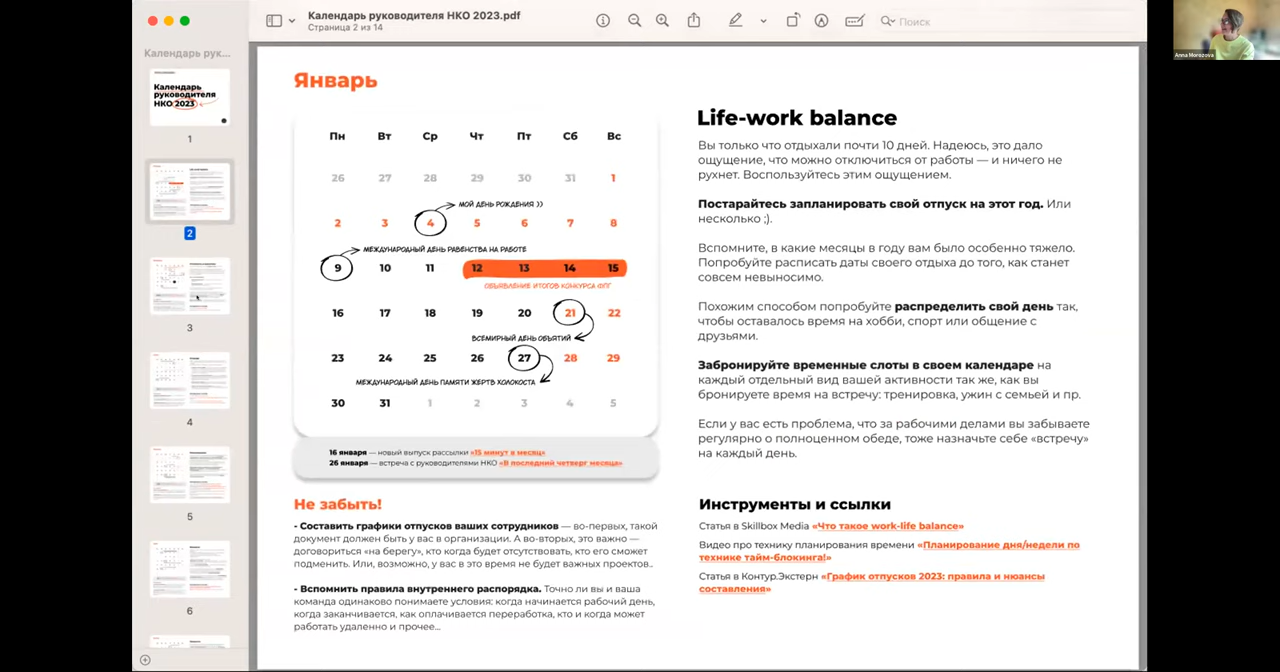 Календарь руководителя НКО 2023.pdf
Страница 2 из 14
Поиск
Anna Morozova
Календарь рук...
Календарь
руководителя
НКО 2023
1
2
3
4
5
6
Январь
Пн Вт Ср Чт Пт Сб Вс
26 27 28 29 30 31 1
МОЙ ДЕНЬ РОЖДЕНИЯ ))
2 3 4 5 6 7 8
МЕЖДУНАРОДНЫЙ ДЕНЬ РАВЕНСТВА НА РАБОТЕ
9 10 11 12 13 14 15
ОБЪЯВЛЕНИЕ ИТОГОВ КОНКУРСА ФПГ
16 17 18 19 20 21 22
ВСЕМИРНЫЙ ДЕНЬ ОБЪЯТИЙ
23 24 25 26 27 28 29
МЕЖДУНАРОДНЫЙ ДЕНЬ ПАМЯТИ ЖЕРТВ ХОЛОКОСТА
30 31 1 2 3 4 5
16 января — новый выпуск рассылки «15 минут в месяц»
26 января — встреча с руководителями НКО «В последний четверг месяца»
Не забыть!
- Составить графики отпусков ваших сотрудников — во-первых, такой
документ должен быть у вас в организации. А во-вторых, это важно —
договориться «на берегу», кто когда будет отсутствовать, кто его сможет
подменить. Или, возможно, у вас в это время не будет важных проектов..
- Вспомнить правила внутреннего распорядка. Точно ли вы и ваша
команда одинаково понимаете условия: когда начинается рабочий день,
когда заканчивается, как оплачивается переработка, кто и когда может
работать удаленно и прочее...
Life-work balance
Вы только что отдыхали почти 10 дней. Надеюсь, это дало
ощущение, что можно отключиться от работы — и ничего не
рухнет. Воспользуйтесь этим ощущением.
Постарайтесь запланировать свой отпуск на этот год. Или
несколько ;).
Вспомните, в какие месяцы в году вам было особенно тяжело.
Попробуйте расписать даты своего отдыха до того, как станет
совсем невыносимо.
Похожим способом попробуйте распределить свой день так,
чтобы оставалось время на хобби, спорт или общение с
друзьями.
Забронируйте временные слоты в своем календаре на
каждый отдельный вид вашей активности так же, как вы
бронируете время на встречу: тренировка, ужин с семьей и пр.
Если у вас есть проблема, что за рабочими делами вы забываете
регулярно о полноценном обеде, тоже назначьте себе «встречу»
на каждый день.
Инструменты и ссылки
Статья в Skillbox Media «Что такое work-life balance»
Видео про технику планирования времени «Планирование дня/недели по
технике тайм-блокинга!»
Статья в Контур.Экстерн «График отпусков 2023: правила и нюансы
составления»